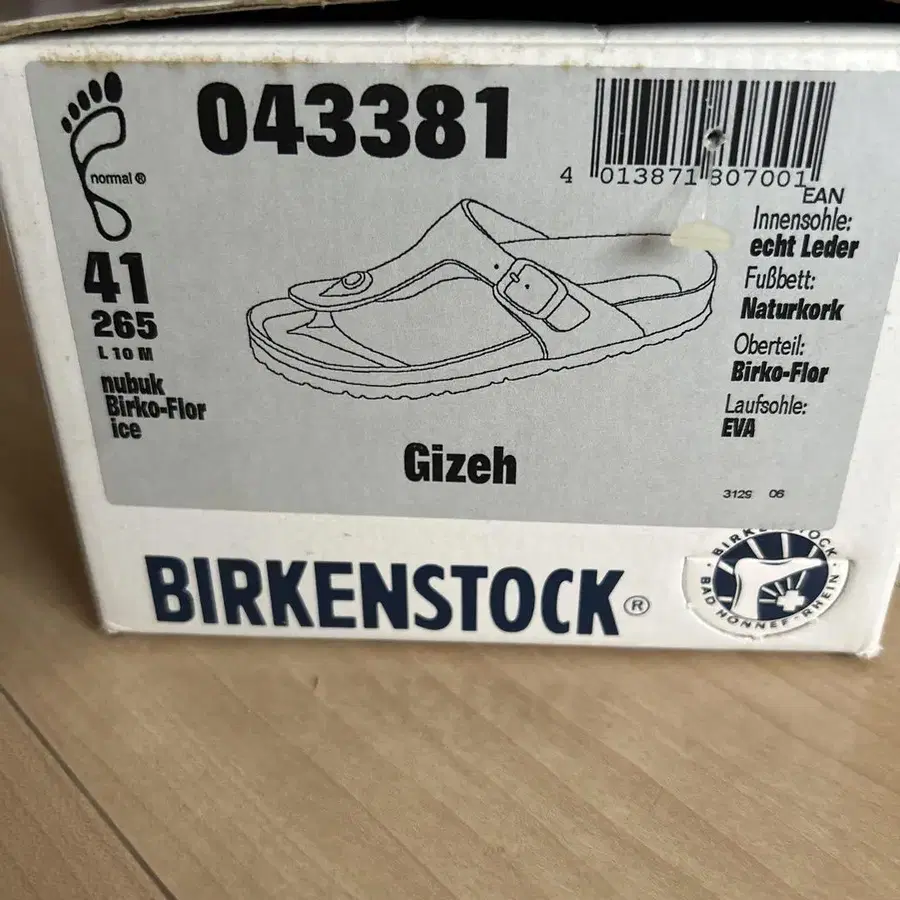 normal ®
043381
4 013871 807001
EAN
41
265
L 10 M
nubuk
Birko-Flor
ice
Innensohle:
echt Leder
Fußbett:
Naturkork
Oberteil:
Birko-Flor
Laufsohle:
EVA
Gizeh
3129 06
BIRKENSTOCK®
BIRKENSTOCK
BAD HONNEF-RHEIN